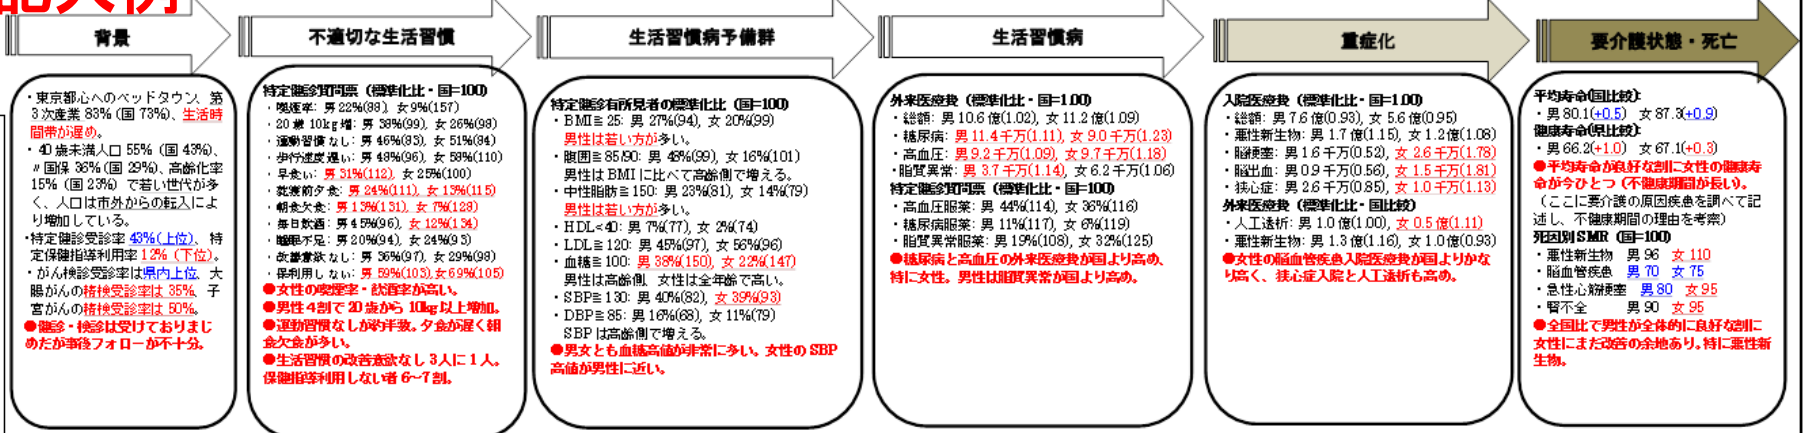 記入例
背景
・東京都心へのベッドタウン、第
3次産業 83% (国 73%)、生活時
間帯が遅め。
・40歳未満人口 55% (国 43%)、
〃国保 36% (国 29%)、高齢化率
15% (国 23%) で若い世代が多
く、人口は市外からの転入によ
り増加している。
・特定健診受診率 43%(上位)、特
定保健指導利用率 12% (下位)。
・がん検診受診率は県内上位、大
腸がんの精検受診率は 35%、子
宮がんの精検受診率は 50%。
●健診・検診は受けておりまじ
めだが事後フォローが不十分。
不適切な生活習慣
特定健診質問票 (標準化比・国=100)
・喫煙率: 男 22%(88)、女 9%(157)
・20歳 10kg増: 男 38%(99)、女 26%(98)
・運動習慣なし: 男 46%(83)、女 51%(84)
・歩行速度遅い: 男 48%(96)、女 58%(110)
・早食い: 男 31%(112)、女 25%(100)
・就寝前夕食: 男 24%(111)、女 13%(115)
・朝食欠食: 男 13%(131)、女 7%(128)
・毎日飲酒: 男 45%(96)、女 12%(134)
・睡眠不足: 男 20%(94)、女 24%(93)
・改善意欲なし: 男 36%(97)、女 29%(98)
・保利用しない: 男 59%(103)、女 69%(105)
●女性の喫煙率・飲酒率が高い。
●男性4割で 20歳から 10kg以上増加。
●運動習慣なしが約半数。夕食が遅く朝
食欠食が多い。
●生活習慣の改善意欲なし 3人に1人。
保健指導利用しない者 6～7割。
生活習慣病予備群
特定健診有所見者の標準化比 (国=100)
・BMI≧25: 男 27%(94)、女 20%(99)
男性は若い方が多い。
・腹囲≧85/90: 男 48%(99)、女 16%(101)
男性はBMIに比べて高齢側で増える。
・中性脂肪≧150: 男 23%(81)、女 14%(79)
男性は若い方が多い。
・HDL<40: 男 7%(77)、女 2%(74)
・LDL≧120: 男 45%(97)、女 56%(96)
・血糖≧100: 男 38%(150)、女 22%(147)
男性は高齢側、女性は全年齢で高い。
・SBP≧130: 男 40%(82)、女 39%(93)
・DBP≧85: 男 16%(68)、女 11%(79)
SBPは高齢側で増える。
●男女とも血糖高値が非常に多い。女性の SBP
高値が男性に近い。
生活習慣病
外来医療費 (標準化比・国=1.00)
・総額: 男 10.6億(1.02)、女 11.2億(1.09)
・糖尿病: 男 11.4千万(1.11)、女 9.0千万(1.23)
・高血圧: 男 9.2千万(1.09)、女 9.7千万(1.18)
・脂質異常: 男 3.7千万(1.14)、女 6.2千万(1.06)
特定健診質問票 (標準化比・国=100)
・高血圧服薬: 男 44%(114)、女 36%(116)
・糖尿病服薬: 男 11%(117)、女 6%(119)
・脂質異常服薬: 男 19%(108)、女 32%(125)
●糖尿病と高血圧の外来医療費が国より高め、
特に女性。男性は脂質異常が国より高め。
重症化
入院医療費 (標準化比・国=1.00)
・総額: 男 7.6億(0.93)、女 5.6億(0.95)
・悪性新生物: 男 1.7億(1.15)、女 1.2億(1.08)
・脳梗塞: 男 1.6千万(0.52)、女 2.6千万(1.78)
・脳出血: 男 0.9千万(0.56)、女 1.5千万(1.81)
・狭心症: 男 2.6千万(0.85)、女 1.0千万(1.13)
外来医療費 (標準化比・国比較)
・人工透析: 男 1.0億(1.00)、女 0.5億(1.11)
・悪性新生物: 男 1.3億(1.16)、女 1.0億(0.93)
●女性の脳血管疾患入院医療費が国よりかな
り高く、狭心症入院と人工透析も高め。
要介護状態・死亡
平均寿命(国比較):
・男 80.1(+0.5) 女 87.3(+0.9)
健康寿命(県比較):
・男 66.2(+1.0) 女 67.1(+0.3)
●平均寿命が良好な割に女性の健康寿
命が今ひとつ (不健康期間が長い)。
(ここに要介護の原因疾患を調べて記
述し、不健康期間の理由を考察)
死因別SMR (国=100)
・悪性新生物 男 96 女 110
・脳血管疾患 男 70 女 75
・急性心筋梗塞 男 80 女 95
・腎不全 男 90 女 95
●全国比で男性が全体的に良好な割に
女性にまだ改善の余地あり。特に悪性新
生物。